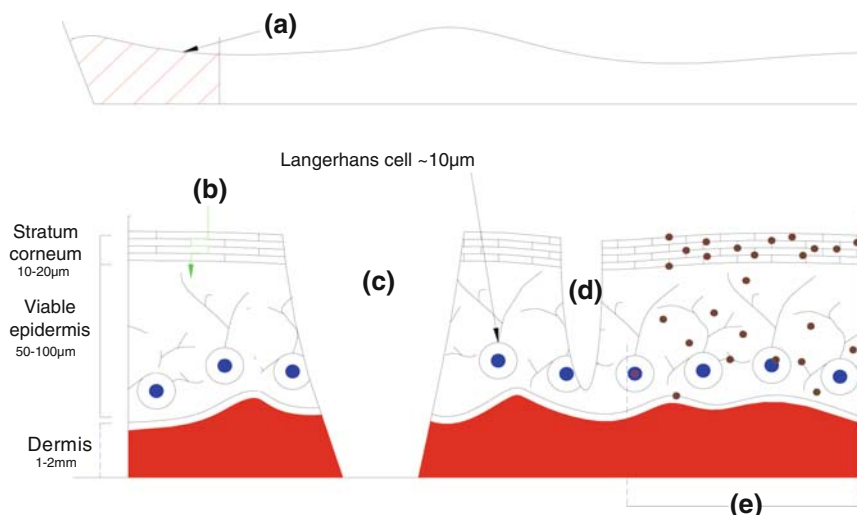 (a)
Langerhans cell ~10µm
(b)
Stratum
corneum
10-20µm
(c)
(d)
Viable
epidermis
50-100µm
Dermis
1-2mm
(e)